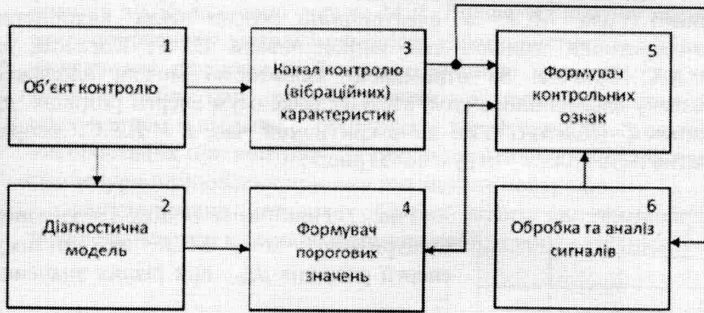 1
Об’єкт контролю
3
Канал контролю
(вібраційних)
характеристик
5
Формувач
контрольних
ознак
2
Діагностична
модель
4
Формувач
порогових
значень
6
Обробка та аналіз
сигналів